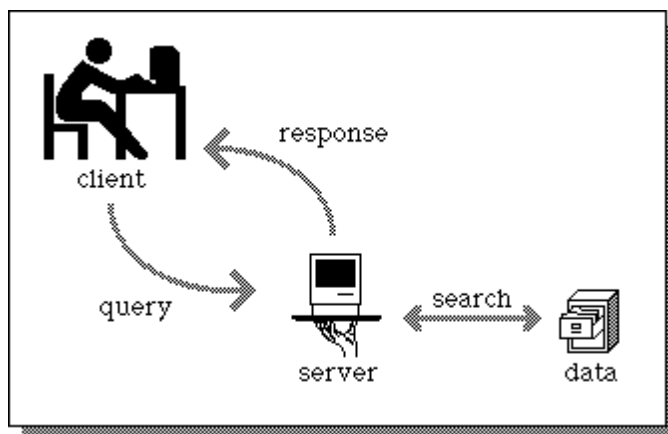 response
client
query
search
server
data